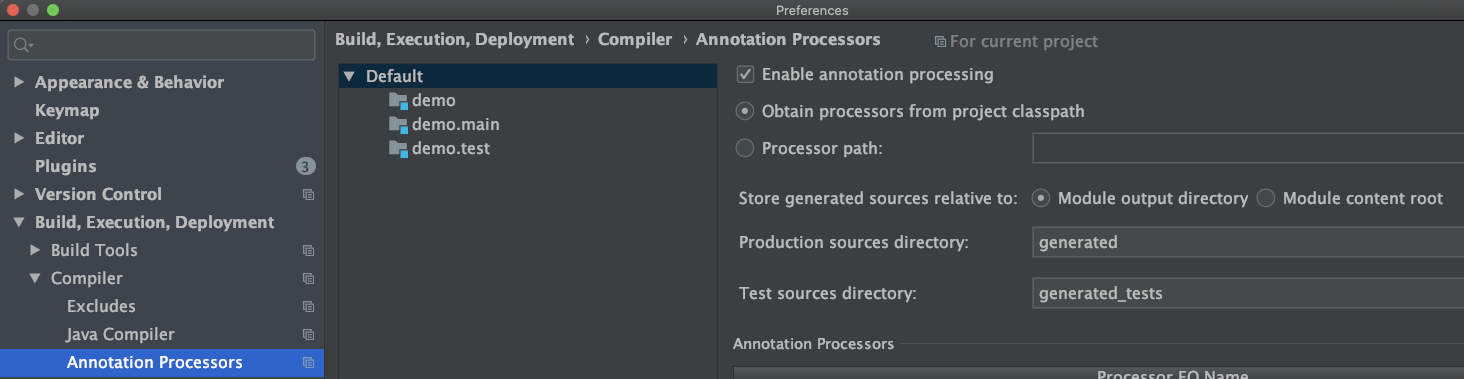 Preferences
Build, Execution, Deployment › Compiler › Annotation Processors For current project
Appearance & Behavior
Keymap
Editor
Plugins 3
Version Control
Build, Execution, Deployment
Build Tools
Compiler
Excludes
Java Compiler
Annotation Processors
Default
demo
demo.main
demo.test
Enable annotation processing
Obtain processors from project classpath
Processor path:
Store generated sources relative to: Module output directory Module content root
Production sources directory: generated
Test sources directory: generated_tests
Annotation Processors
Processor FQ Name